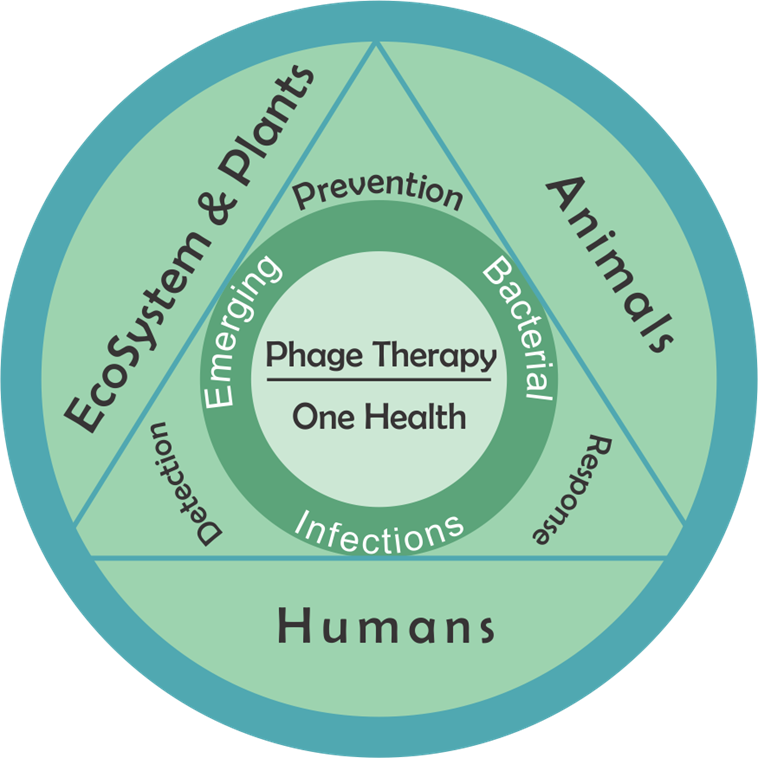 EcoSystem & Plants
Animals
Prevention
Emerging
Bacterial
Phage Therapy
One Health
Detection
Response
Infections
Humans